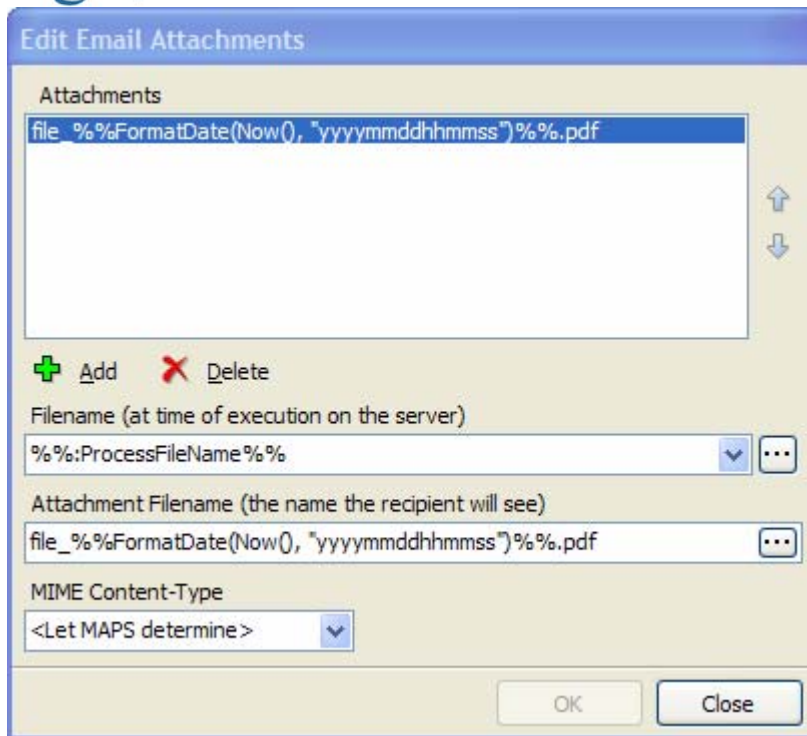 Edit Email Attachments
Attachments
file_%%FormatDate(Now(), "yyyymmddhhmmss")%%.pdf
Add Delete
Filename (at time of execution on the server)
%%:ProcessFileName%%
...
Attachment Filename (the name the recipient will see)
file_%%FormatDate(Now(), "yyyymmddhhmmss")%%.pdf
...
MIME Content-Type
<Let MAPS determine>
OK Close